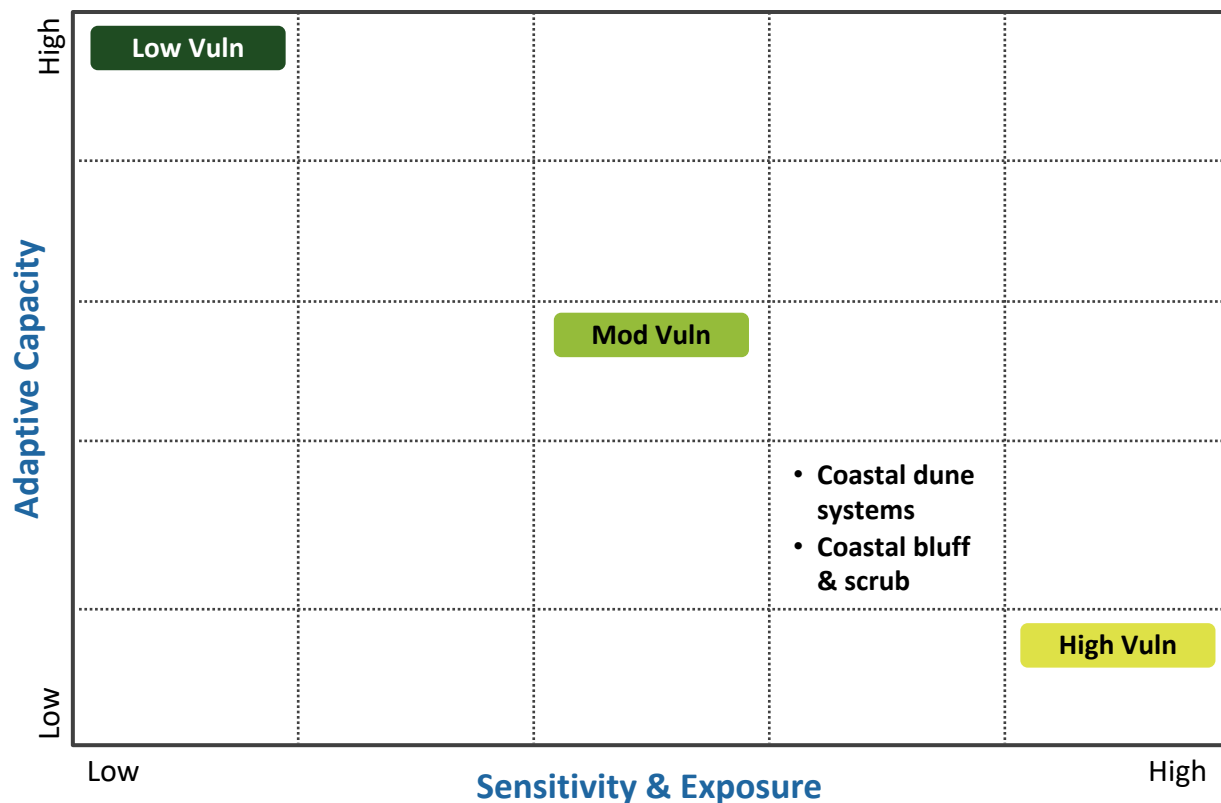 High
Low Vuln
Adaptive Capacity
Mod Vuln
• Coastal dune
systems
• Coastal bluff
& scrub
High Vuln
Low
Low
Sensitivity & Exposure
High